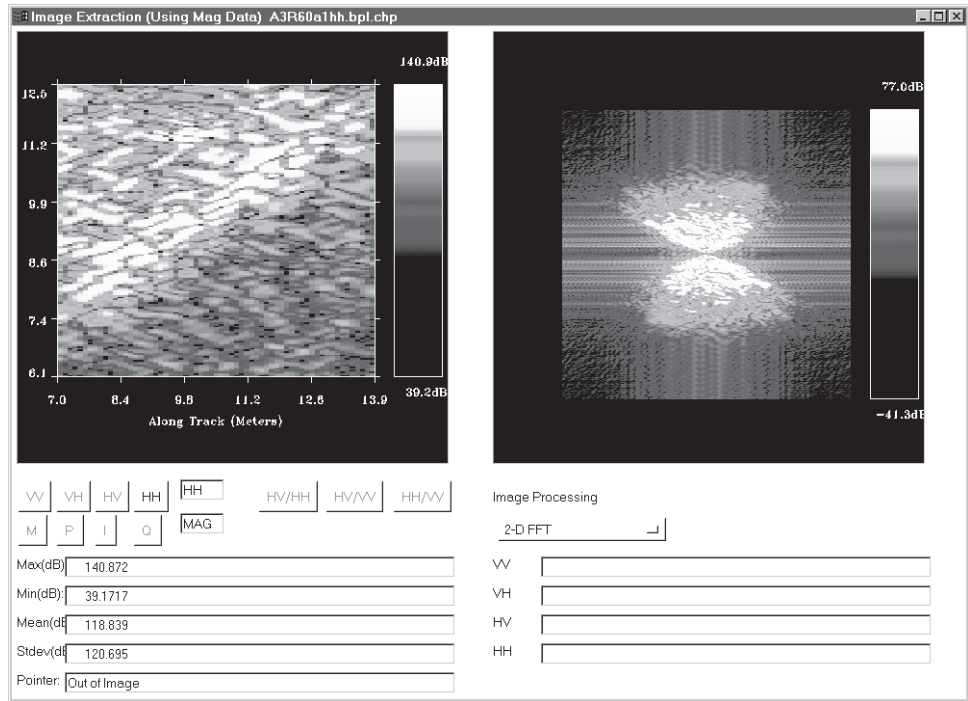 Image Extraction (Using Mag Data) A3R60a1hh.bpl.chp
140.9dB
12.5
11.2
9.9
8.6
7.4
6.1
7.0 8.4 9.8 11.2 12.6 13.9
39.2dB
Along Track (Meters)
77.0dB
-41.3dB
VV VH HV HH HH HV/HH HV/VV HH/VV
M P I Q MAG
Image Processing
2-D FFT
Max(dB) 140.872
Min(dB): 39.1717
Mean(dB 118.839
Stdev(dB 120.695
Pointer: Out of Image
VV
VH
HV
HH